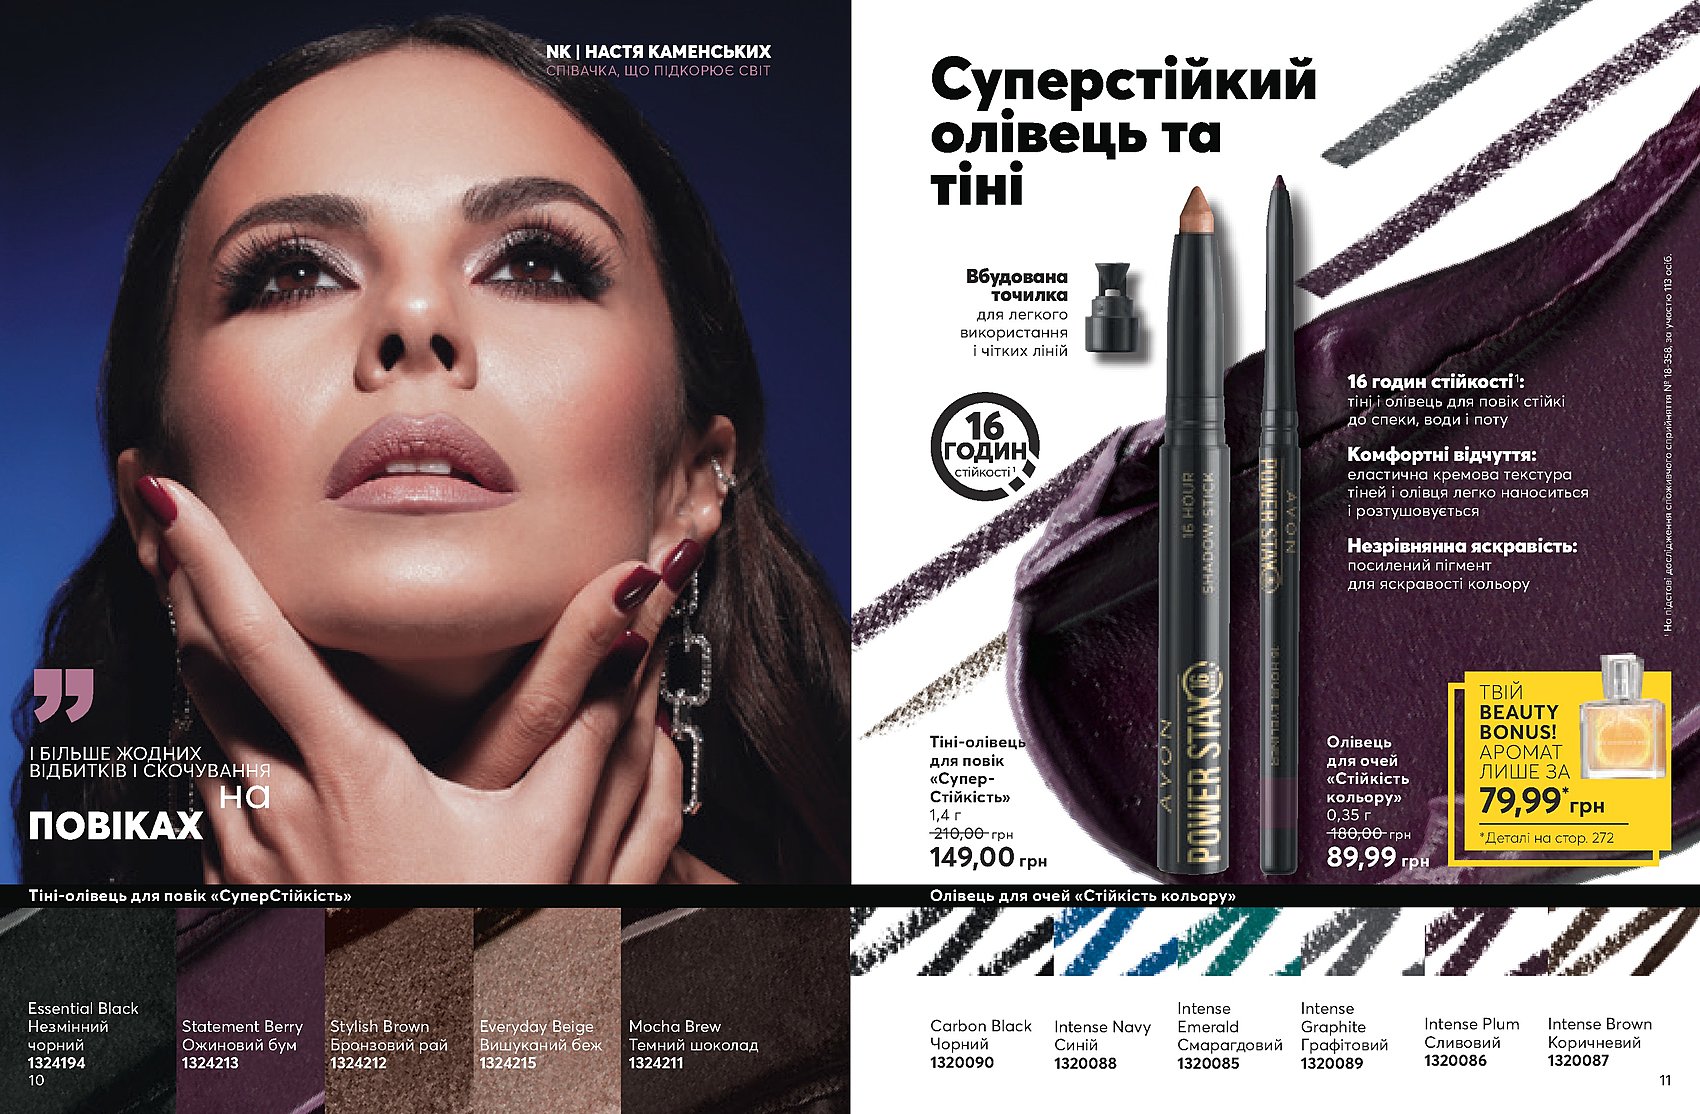 NK | НАСТЯ КАМЕНСЬКИХ
СПІВАЧКА, ЩО ПІДКОРЮЄ СВІТ
І БІЛЬШЕ ЖОДНИХ
ВІДБИТКІВ І СКОЧУВАННЯ
на
ПОВІКАХ
Тіні-олівець для повік «СуперСтійкість»
Essential Black
Незмінний
чорний
1324194
Statement Berry
Ожиновий бум
1324213
Stylish Brown
Бранзовий рай
1324212
Everyday Beige
Вишуканий беж
1324215
Mocha Brew
Темний шоколад
1324211
10
Суперстійкий
олівець та
тіні
Вбудована
точилка
для легкого
використання
і чітких ліній
16
ГОДИН
стійкості¹
16 HOUR
SHADOW STICK
AVON
POWER STAY
16
AVON
POWER STAY
16 HOUR EYELINER
16 годин стійкості¹:
тіні і олівець для повік стійкі
до спеки, води і поту
Комфортні відчуття:
еластична кремова текстура
тіней і олівця легко наноситься
і розтушовується
Незрівнянна яскравість:
посилений пігмент
для яскравості кольору
¹ На підставі дослідження споживчого сприйняття № 18-358, за участю 113 осіб.
Тіні-олівець
для повік
«Супер-
Стійкість»
1,4 г
210,00 грн
149,00 грн
Олівець
для очей
«Стійкість
кольору»
0,35 г
180,00 грн
89,99 грн
ТВІЙ
BEAUTY
BONUS!
АРОМАТ
ЛИШЕ ЗА
79,99* грн
*Деталі на стор. 272
Олівець для очей «Стійкість кольору»
Carbon Black
Чорний
1320090
Intense Navy
Синій
1320088
Intense
Emerald
Смарагдовий
1320085
Intense
Graphite
Графітовий
1320089
Intense Plum
Сливовий
1320086
Intense Brown
Коричневий
1320087
11